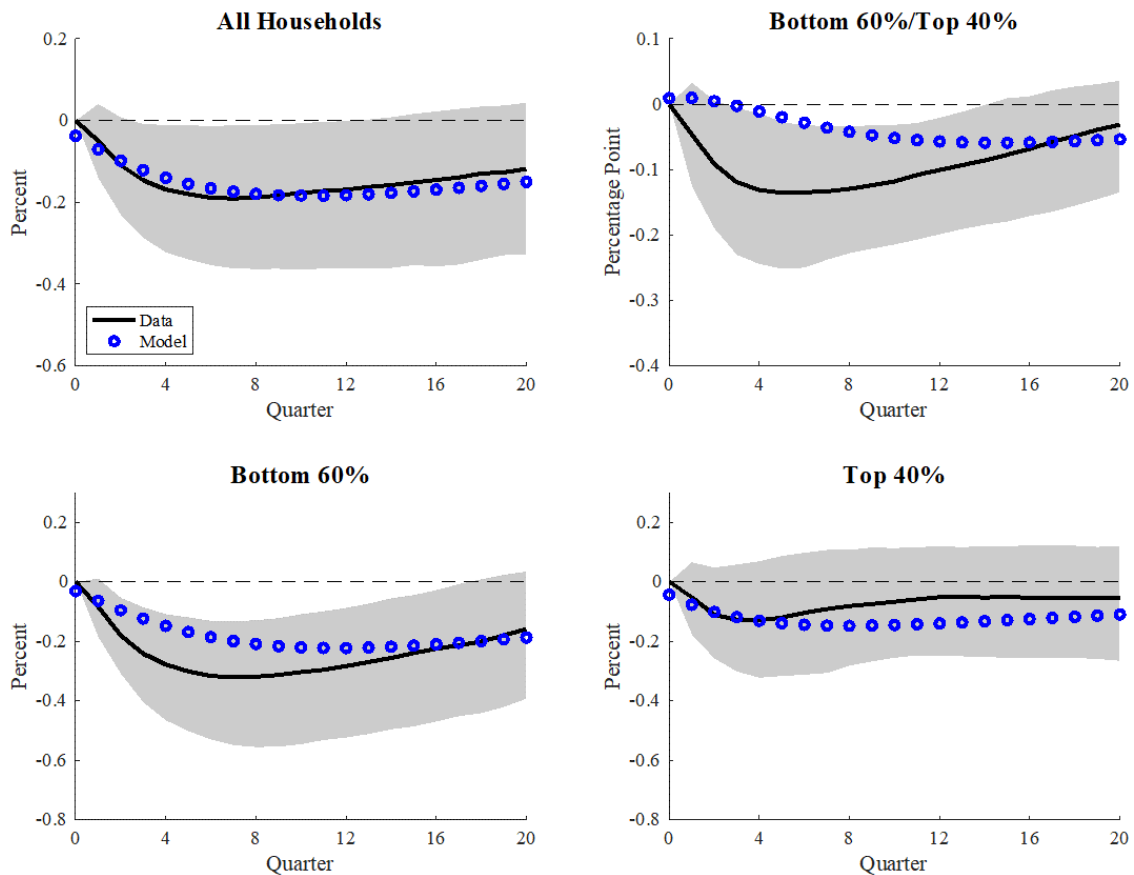 All Households
Percent
0.2
0
-0.2
-0.4
-0.6
Data
Model
0 4 8 12 16 20
Quarter
Bottom 60%/Top 40%
Percentage Point
0.1
0
-0.1
-0.2
-0.3
-0.4
0 4 8 12 16 20
Quarter
Bottom 60%
Percent
0.2
0
-0.2
-0.4
-0.6
-0.8
0 4 8 12 16 20
Quarter
Top 40%
Percent
0.2
0
-0.2
-0.4
-0.6
-0.8
0 4 8 12 16 20
Quarter